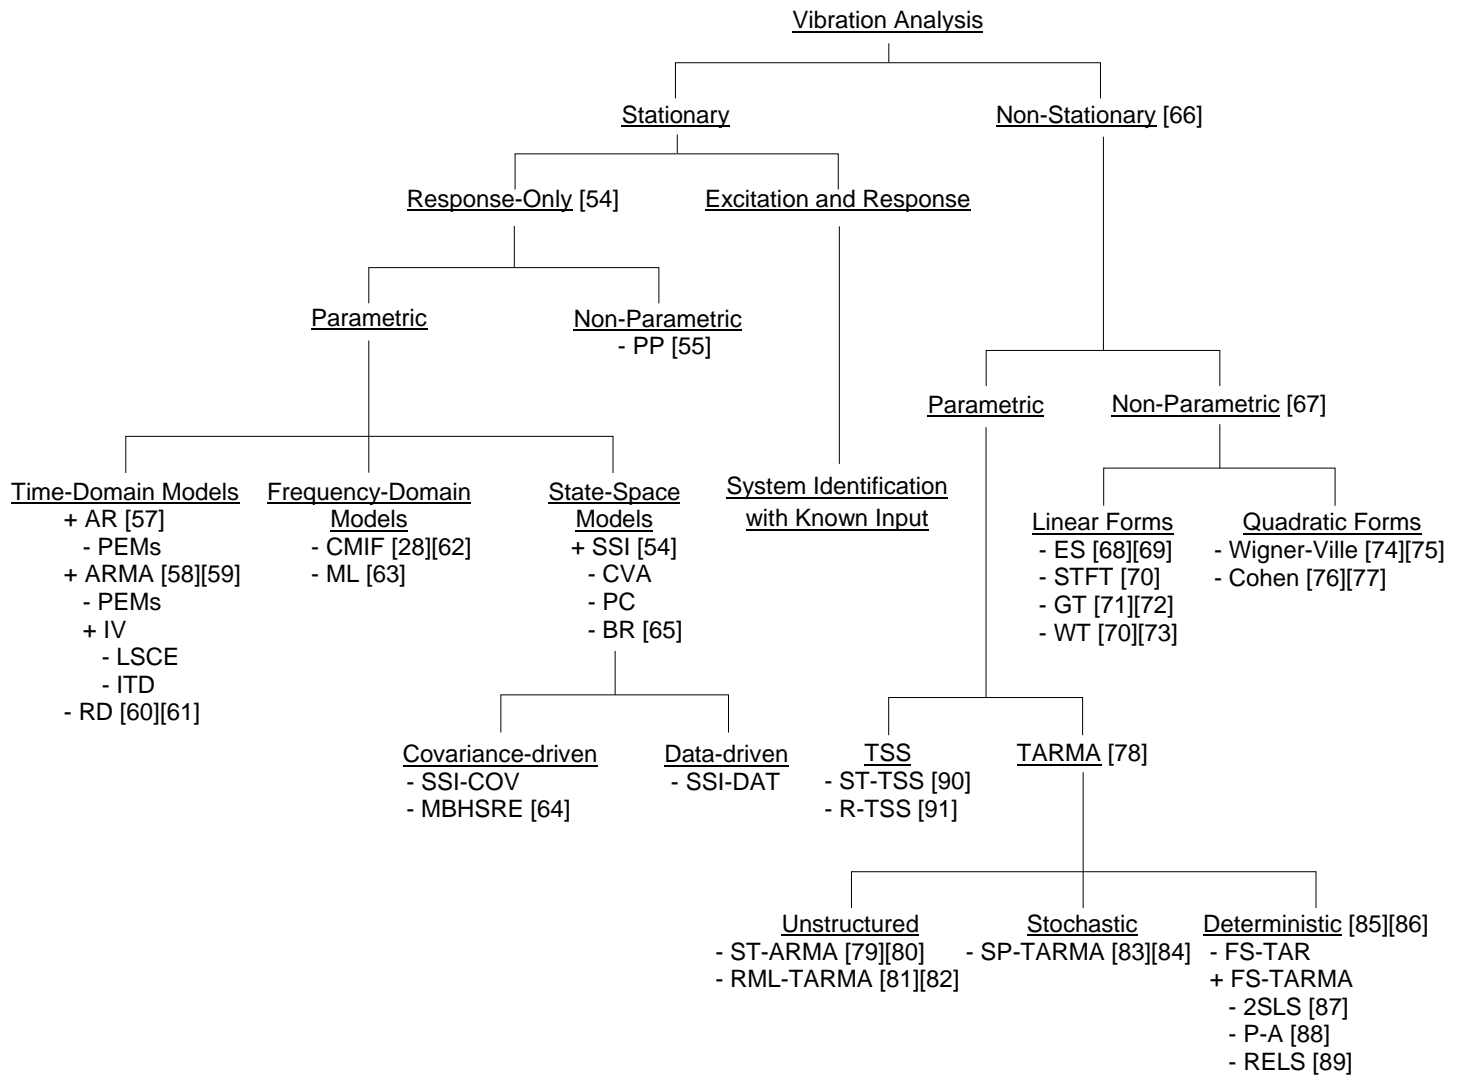 Vibration Analysis
Stationary
Non-Stationary [66]
Response-Only [54]
Excitation and Response
Parametric
Non-Parametric
- PP [55]
Parametric
Non-Parametric [67]
Time-Domain Models
+ AR [57]
- PEMs
+ ARMA [58][59]
- PEMs
+ IV
- LSCE
- ITD
- RD [60][61]
Frequency-Domain
Models
- CMIF [28][62]
- ML [63]
State-Space
Models
+ SSI [54]
- CVA
- PC
- BR [65]
System Identification
with Known Input
Linear Forms
- ES [68][69]
- STFT [70]
- GT [71][72]
- WT [70][73]
Quadratic Forms
- Wigner-Ville [74][75]
- Cohen [76][77]
Covariance-driven
- SSI-COV
- MBHSRE [64]
Data-driven
- SSI-DAT
TSS
- ST-TSS [90]
- R-TSS [91]
TARMA [78]
Unstructured
- ST-ARMA [79][80]
- RML-TARMA [81][82]
Stochastic
- SP-TARMA [83][84]
Deterministic [85][86]
- FS-TAR
+ FS-TARMA
- 2SLS [87]
- P-A [88]
- RELS [89]